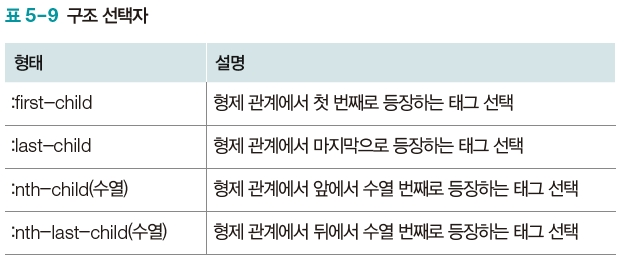 표 5-9 구조 선택자
형태 설명
:first-child 형제 관계에서 첫 번째로 등장하는 태그 선택
:last-child 형제 관계에서 마지막으로 등장하는 태그 선택
:nth-child(수열) 형제 관계에서 앞에서 수열 번째로 등장하는 태그 선택
:nth-last-child(수열) 형제 관계에서 뒤에서 수열 번째로 등장하는 태그 선택